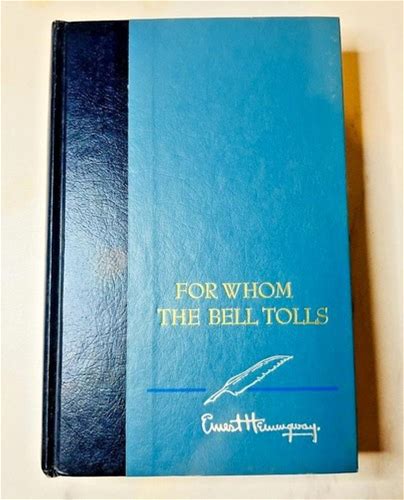 FOR WHOM
THE BELL TOLLS
Ernest Hemingway.